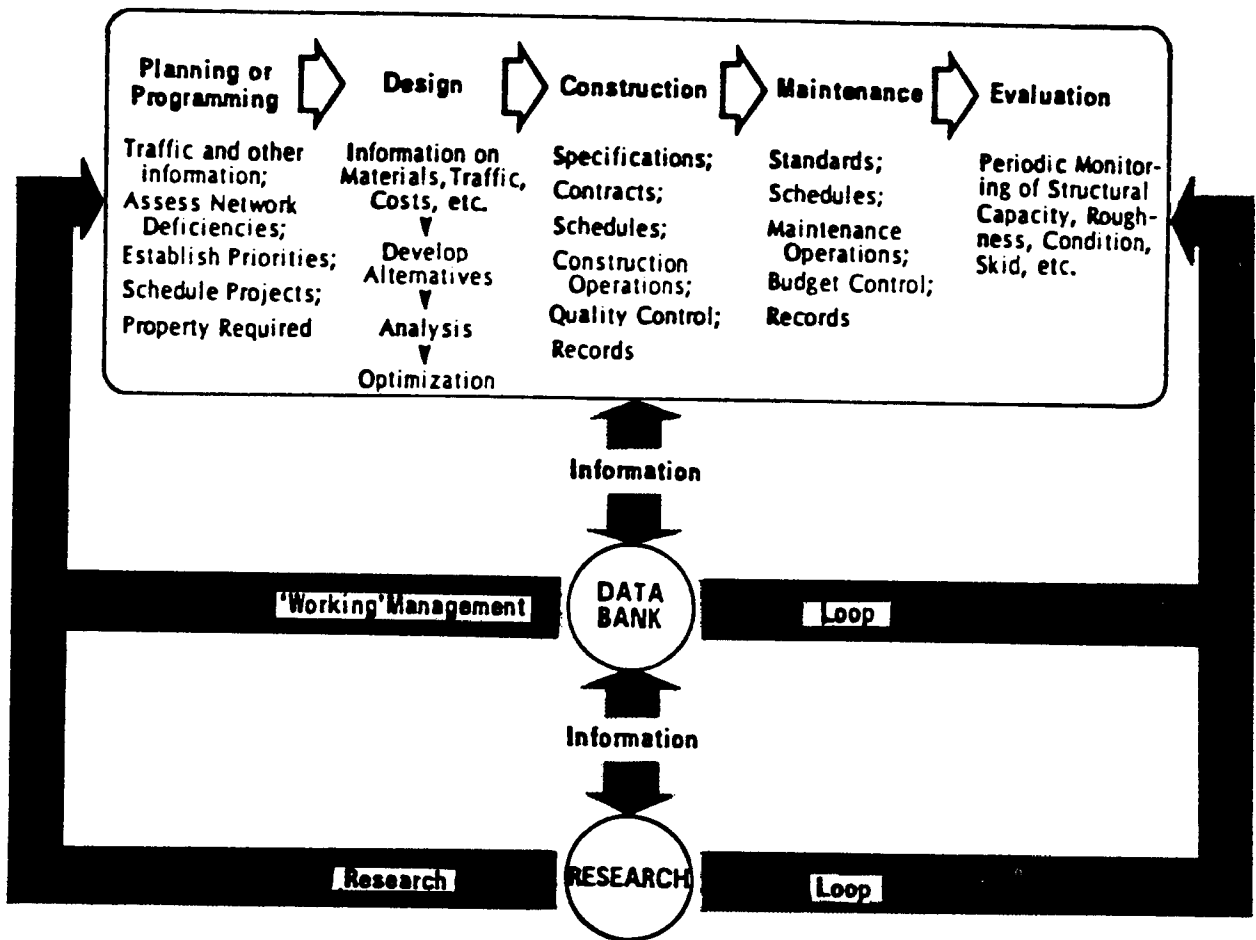 Planning or
Programming
Design
Construction
Maintenance
Evaluation
Traffic and other
information;
Assess Network
Deficiencies;
Establish Priorities;
Schedule Projects;
Property Required
Information on
Materials, Traffic,
Costs, etc.
Develop
Alternatives
Analysis
Optimization
Specifications;
Contracts;
Schedules;
Construction
Operations;
Quality Control;
Records
Standards;
Schedules;
Maintenance
Operations;
Budget Control;
Records
Periodic Monitor-
ing of Structural
Capacity, Rough-
ness, Condition,
Skid, etc.
Information
'Working' Management
DATA
BANK
Loop
Information
Research
RESEARCH
Loop